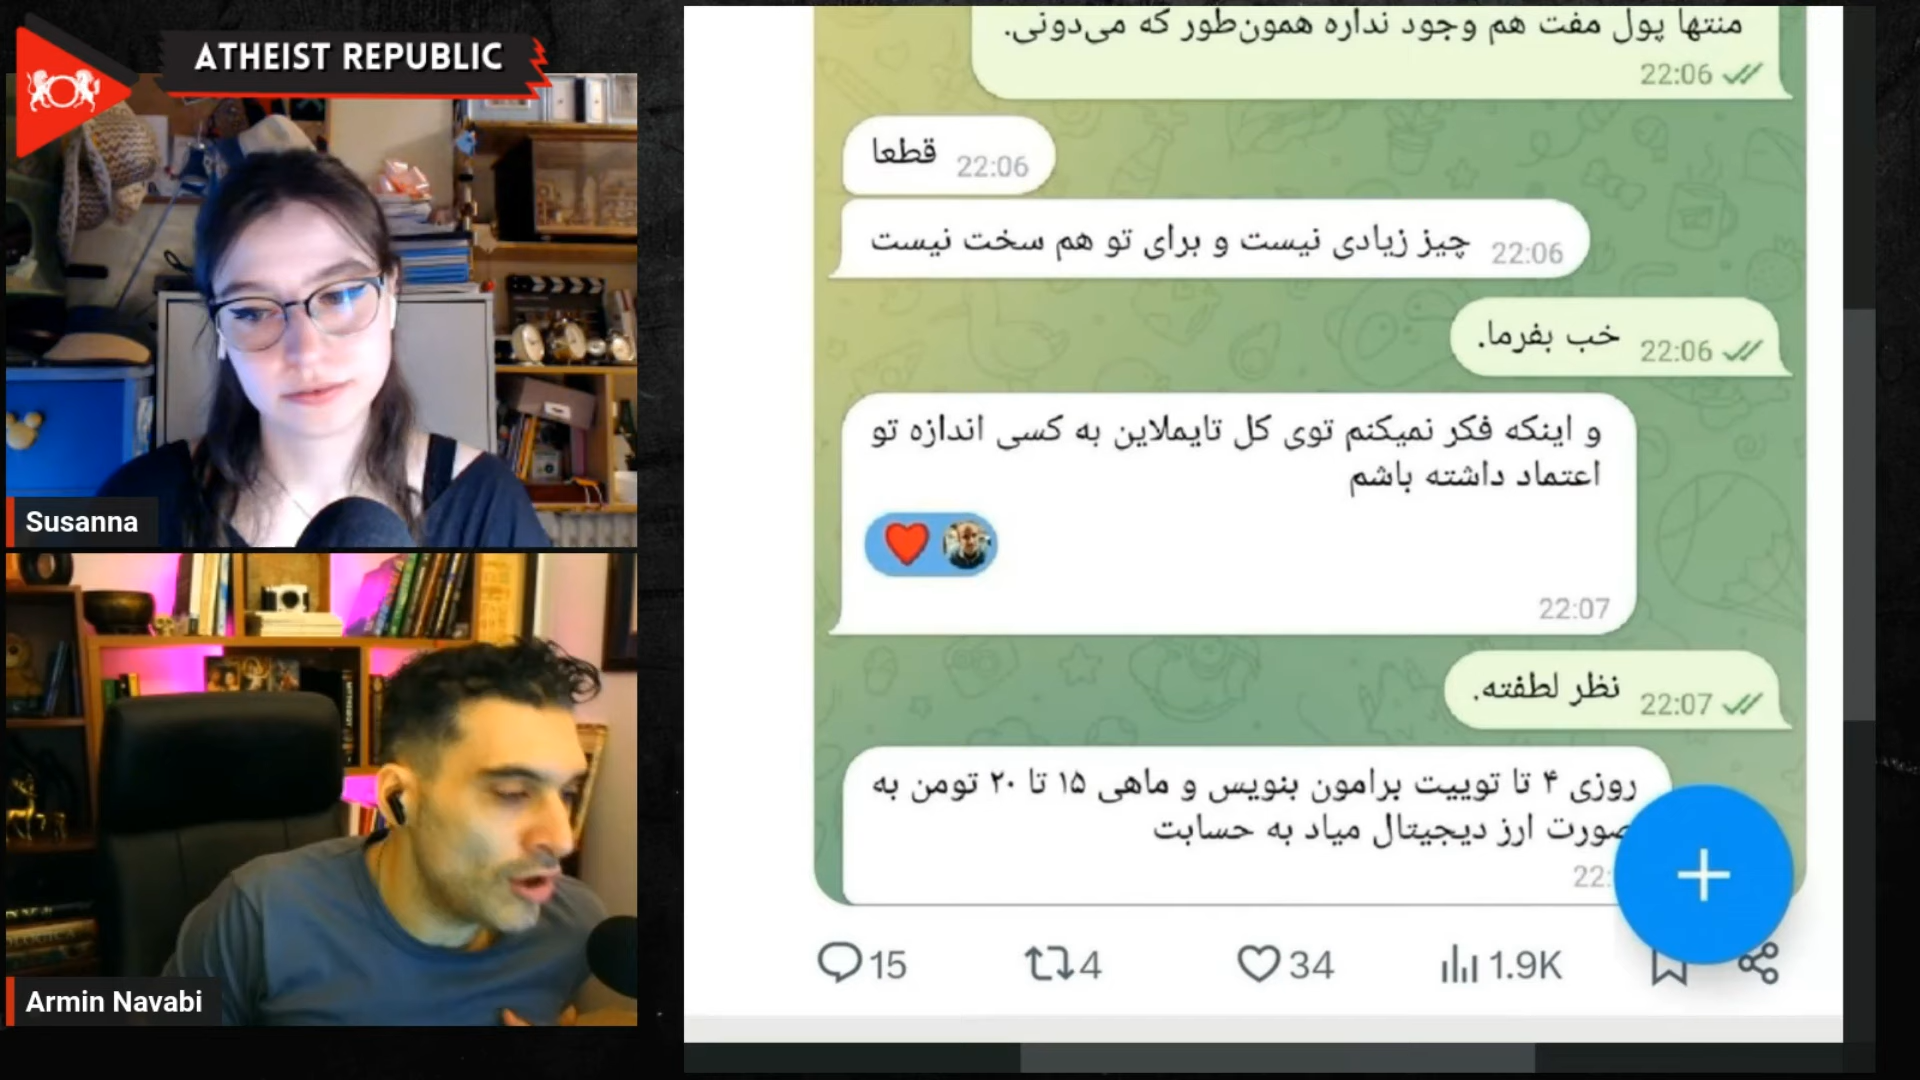 ATHEIST REPUBLIC
Susanna
Armin Navabi
منتها پول مفت هم وجود نداره همون‌طور که می‌دونی.
22:06
قطعا
22:06
چیز زیادی نیست و برای تو هم سخت نیست
22:06
خب بفرما.
22:06
و اینکه فکر نمیکنم توی کل تایملاین به کسی اندازه تو
اعتماد داشته باشم
22:07
نظر لطفته.
22:07
روزی ۴ تا توییت برامون بنویس و ماهی ۱۵ تا ۲۰ تومن به
صورت ارز دیجیتال میاد به حسابت
22:
15
4
34
1.9K